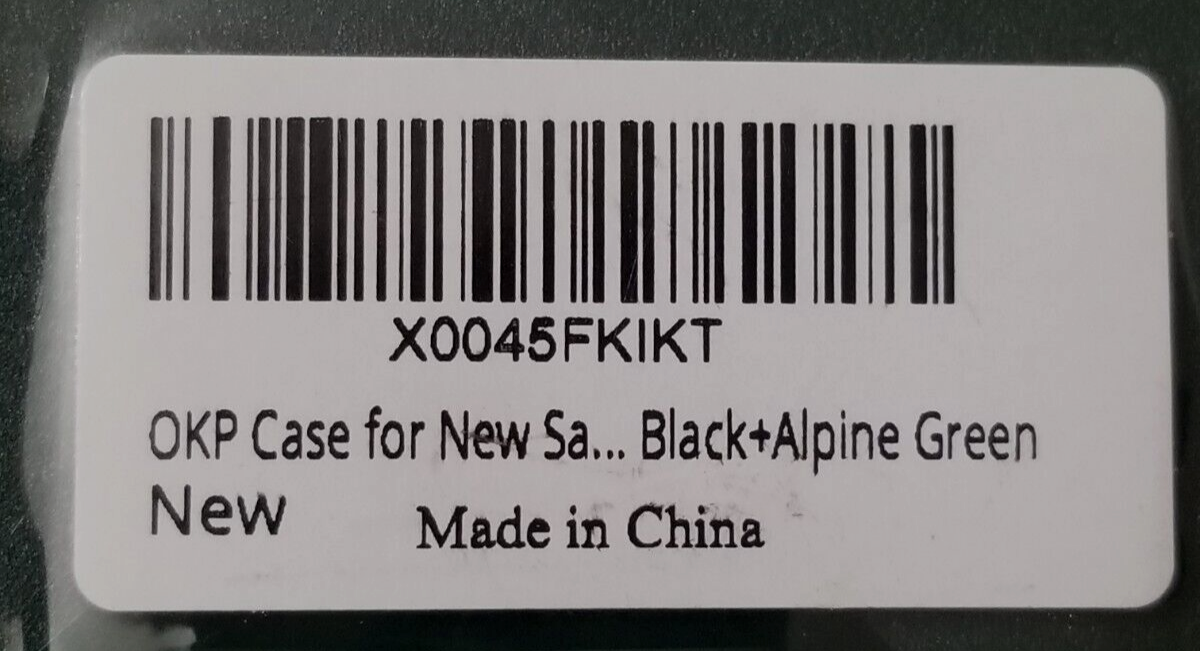 X0045FKIKT
OKP Case for New Sa... Black+Alpine Green
New
Made in China